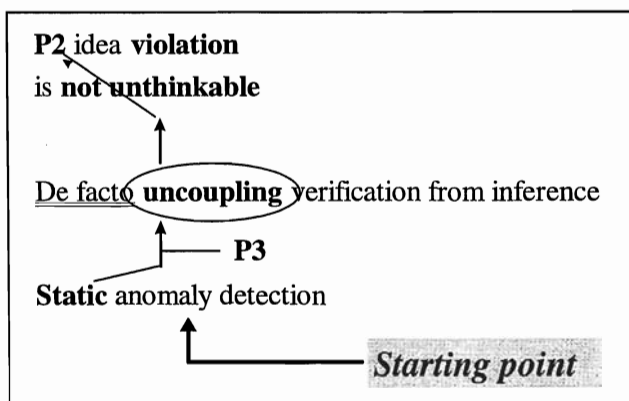 P2 idea violation
is not unthinkable
De facto uncoupling verification from inference
P3
Static anomaly detection
Starting point